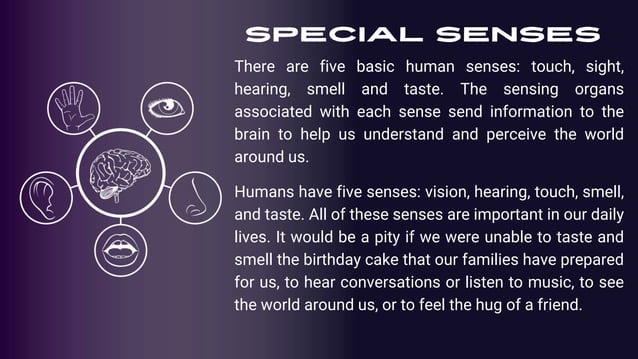 SPECIAL SENSES
There are five basic human senses: touch, sight,
hearing, smell and taste. The sensing organs
associated with each sense send information to the
brain to help us understand and perceive the world
around us.
Humans have five senses: vision, hearing, touch, smell,
and taste. All of these senses are important in our daily
lives. It would be a pity if we were unable to taste and
smell the birthday cake that our families have prepared
for us, to hear conversations or listen to music, to see
the world around us, or to feel the hug of a friend.